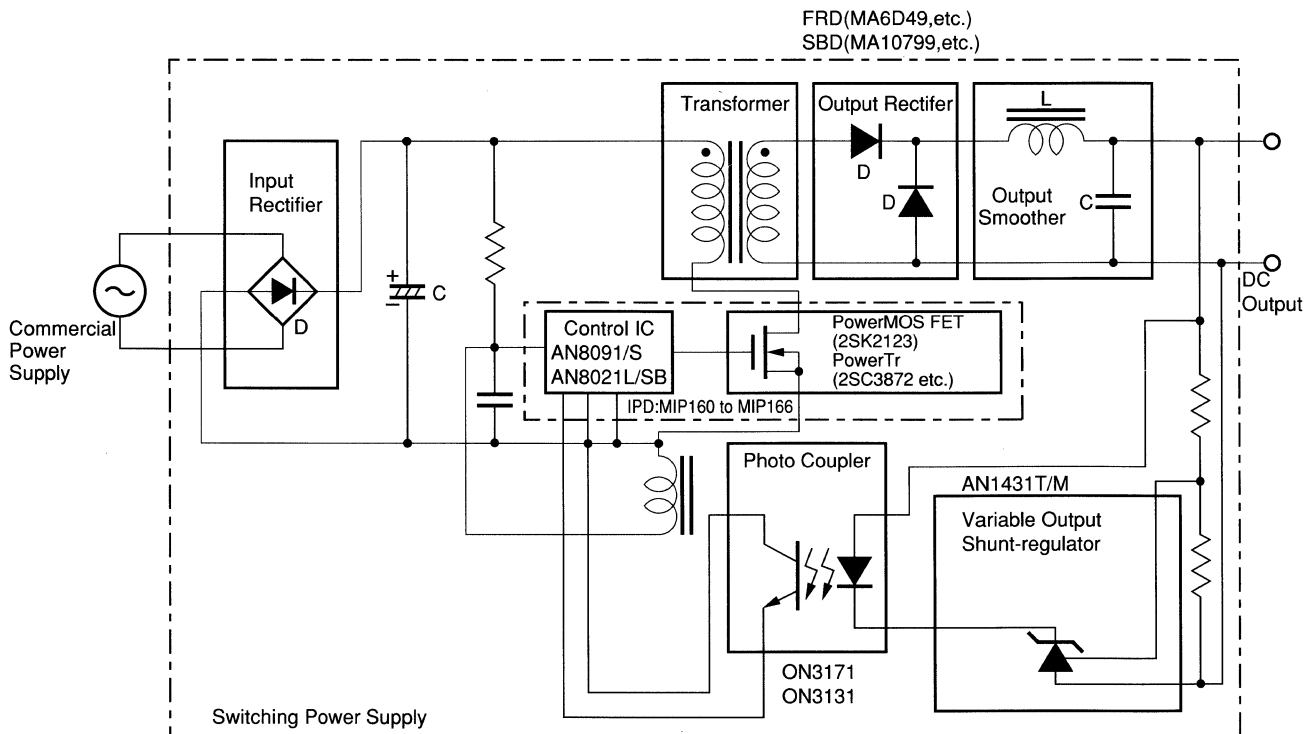 FRD(MA6D49,etc.)
SBD(MA10799,etc.)
Transformer
Output Rectifer
L
Input
Rectifier
D
D
Output
Smoother
C
+
−
C
D
DC
Output
Commercial
Power
Supply
Control IC
AN8091/S
AN8021L/SB
PowerMOS FET
(2SK2123)
PowerTr
(2SC3872 etc.)
IPD:MIP160 to MIP166
Photo Coupler
AN1431T/M
Variable Output
Shunt-regulator
ON3171
ON3131
Switching Power Supply